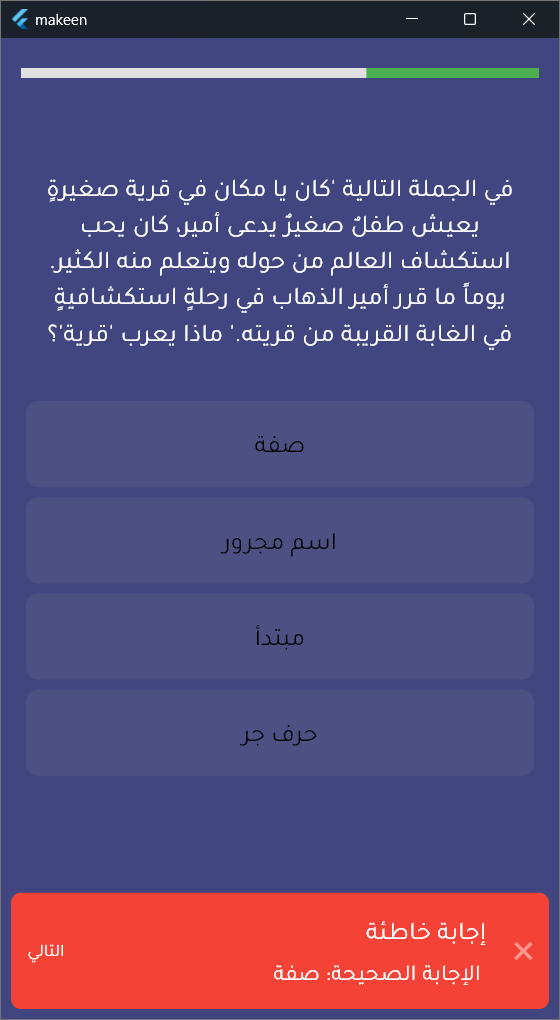 makeen
في الجملة التالية 'كان يا مكان في قرية صغيرةٍ
يعيش طفلٌ صغيرٌ يدعى أمير، كان يحب
استكشاف العالم من حوله ويتعلم منه الكثير.
يوماً ما قرر أمير الذهاب في رحلةٍ استكشافيةٍ
في الغابة القريبة من قريته.' ماذا يعرب 'قرية'؟
صفة
اسم مجرور
مبتدأ
حرف جر
إجابة خاطئة
الإجابة الصحيحة: صفة
التالي